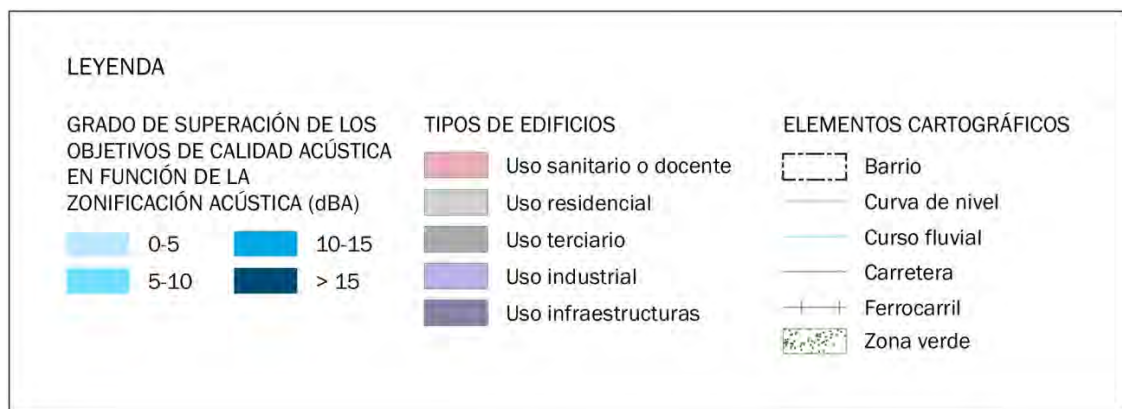 LEYENDA
GRADO DE SUPERACIÓN DE LOS
OBJETIVOS DE CALIDAD ACÚSTICA
EN FUNCIÓN DE LA
ZONIFICACIÓN ACÚSTICA (dBA)
0-5
10-15
5-10
> 15
TIPOS DE EDIFICIOS
Uso sanitario o docente
Uso residencial
Uso terciario
Uso industrial
Uso infraestructuras
ELEMENTOS CARTOGRÁFICOS
Barrio
Curva de nivel
Curso fluvial
Carretera
Ferrocarril
Zona verde